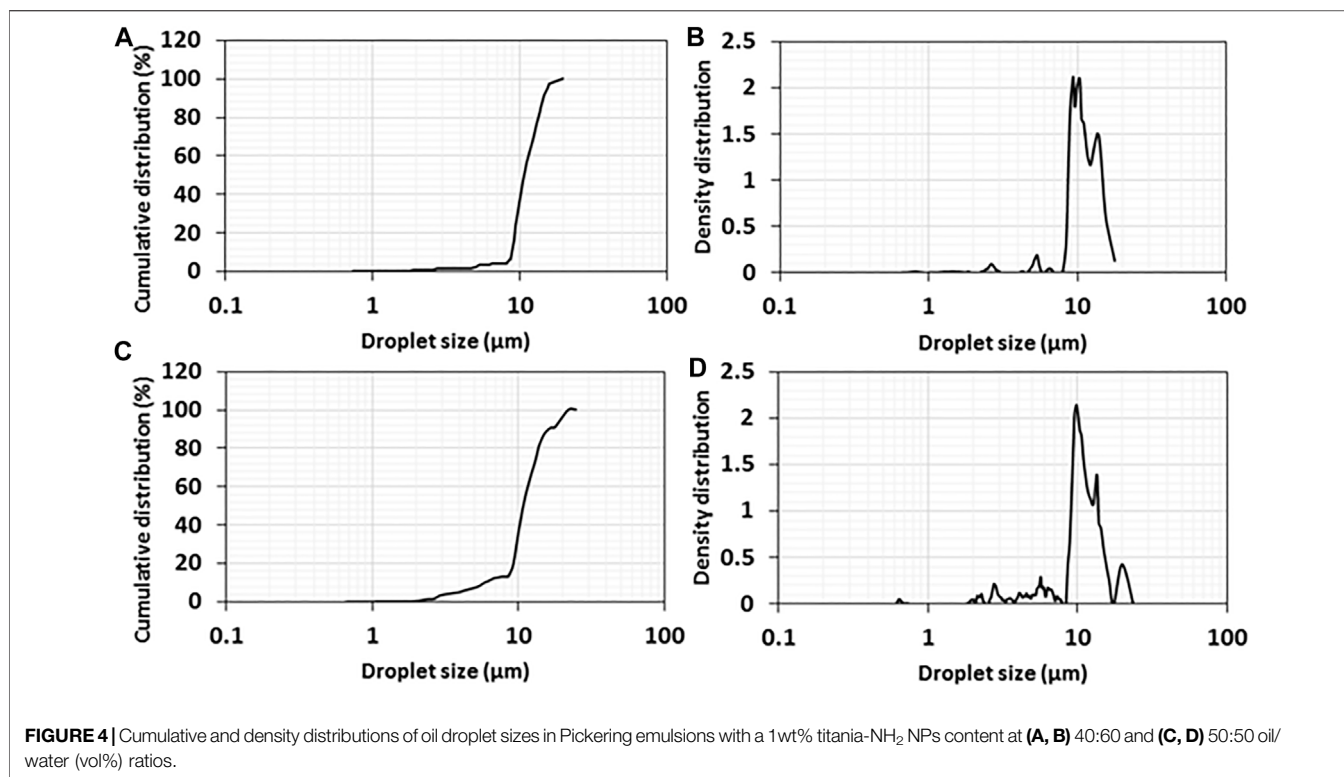 A
120
100
80
60
40
20
0
Cumulative distribution (%)
0.1 1 10 100
Droplet size (µm)
B
2.5
2
1.5
1
0.5
0
Density distribution
0.1 1 10 100
Droplet size (µm)
C
120
100
80
60
40
20
0
Cumulative distribution (%)
0.1 1 10 100
Droplet size (µm)
D
2.5
2
1.5
1
0.5
0
Density distribution
0.1 1 10 100
Droplet size (µm)
FIGURE 4 | Cumulative and density distributions of oil droplet sizes in Pickering emulsions with a 1wt% titania-NH₂ NPs content at (A, B) 40:60 and (C, D) 50:50 oil/
water (vol%) ratios.